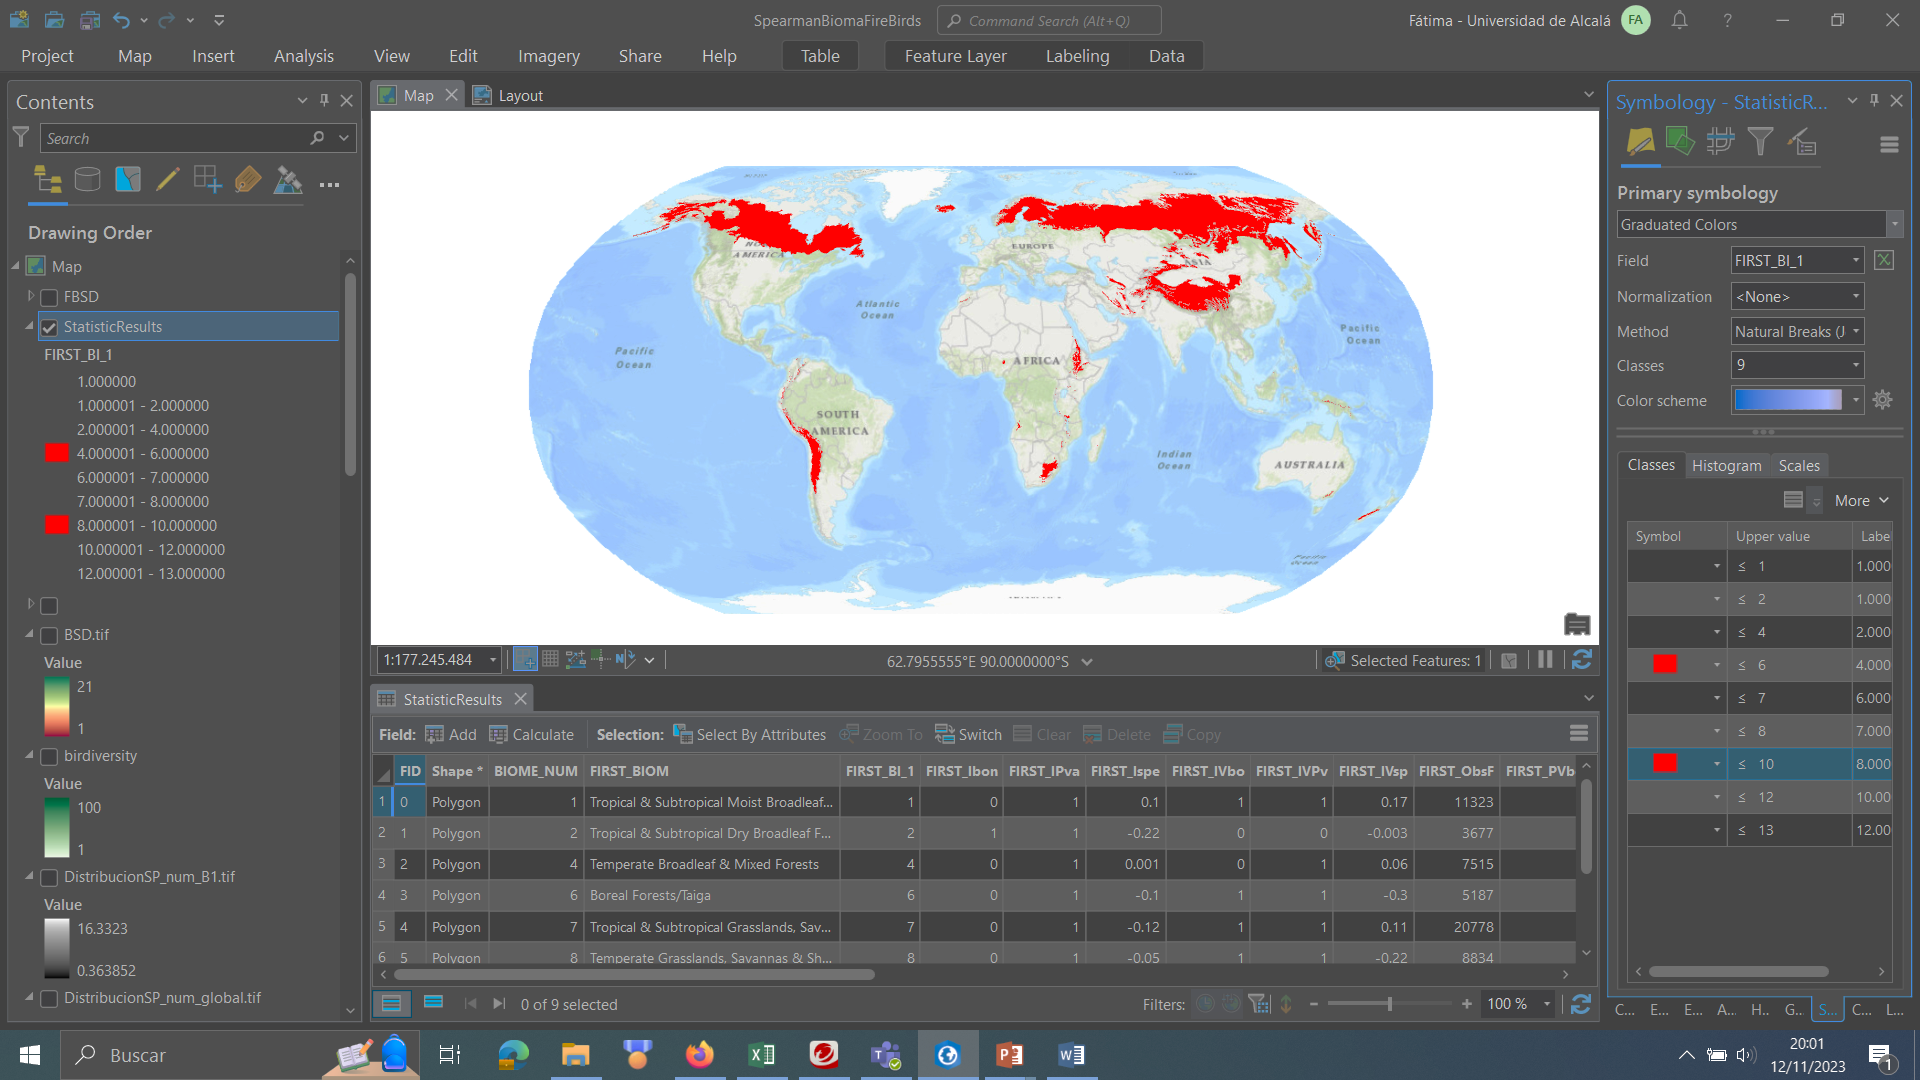 SpearmanBiomaFireBirds
Command Search (Alt+Q)
Fátima - Universidad de Alcalá
FA
?
Project Map Insert Analysis View Edit Imagery Share Help Table Feature Layer Labeling Data
Contents
Search
Drawing Order
Map
FBSD
StatisticResults
FIRST_BI_1
1.000000
1.000001 - 2.000000
2.000001 - 4.000000
4.000001 - 6.000000
6.000001 - 7.000000
7.000001 - 8.000000
8.000001 - 10.000000
10.000001 - 12.000000
12.000001 - 13.000000
BSD.tif
Value
21
1
birdiversity
Value
100
1
DistribucionSP_num_B1.tif
Value
16.3323
0.363852
DistribucionSP_num_global.tif
Map Layout
AMERICA
EUROPE
ASIA
Atlantic
Ocean
Pacific
Ocean
Pacific
Ocean
AFRICA
SOUTH
AMERICA
Indian
Ocean
AUSTRALIA
Pacific
Ocean
1:177.245.484
62.7955555°E 90.0000000°S
Selected Features: 1
StatisticResults
Field: Add Calculate Selection: Select By Attributes Zoom To Switch Clear Delete Copy
FID Shape * BIOME_NUM FIRST_BIOM FIRST_BI_1 FIRST_Ibon FIRST_IPva FIRST_Ispe FIRST_IVbo FIRST_IVPv FIRST_IVsp FIRST_ObsF FIRST_PVb
1 0 Polygon 1 Tropical & Subtropical Moist Broadleaf... 1 0 1 0.1 1 1 0.17 11323
2 1 Polygon 2 Tropical & Subtropical Dry Broadleaf F... 2 1 1 -0.22 0 0 -0.003 3677
3 2 Polygon 4 Temperate Broadleaf & Mixed Forests 4 0 1 0.001 0 1 0.06 7515
4 3 Polygon 6 Boreal Forests/Taiga 6 0 1 -0.1 1 1 -0.3 5187
5 4 Polygon 7 Tropical & Subtropical Grasslands, Sav... 7 0 1 -0.12 1 1 0.11 20778
6 5 Polygon 8 Temperate Grasslands, Savannas & Sh... 8 0 1 -0.05 1 1 -0.22 8834
0 of 9 selected
Filters:
100 %
Symbology - StatisticR...
Primary symbology
Graduated Colors
Field FIRST_BI_1
Normalization <None>
Method Natural Breaks (J
Classes 9
Color scheme
Classes Histogram Scales
More
Symbol Upper value Labe
≤ 1 1.000
≤ 2 1.000
≤ 4 2.000
≤ 6 4.000
≤ 7 6.000
≤ 8 7.000
≤ 10 8.000
≤ 12 10.00
≤ 13 12.00
C... E... E... A... H... G... S... C... L...
Buscar
20:01
12/11/2023
1